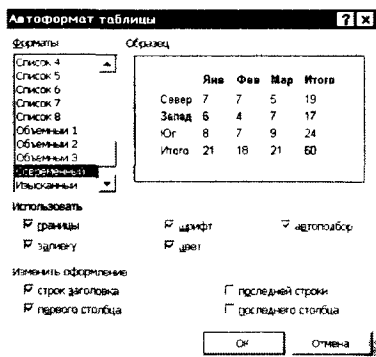 Автоформат таблицы
Форматы
Образец
Список 4
Список 5
Список 6
Список 7
Список 8
Объемный 1
Объемный 2
Объемный 3
Современный
Изысканный
Янв Фев Мар Итого
Север 7 7 5 19
Запад 6 4 7 17
Юг 8 7 9 24
Итого 21 18 21 60
Использовать
границы
шрифт
автоподбор
заливку
цвет
Изменить оформление
строк заголовка
последней строки
первого столбца
последнего столбца
OK
Отмена